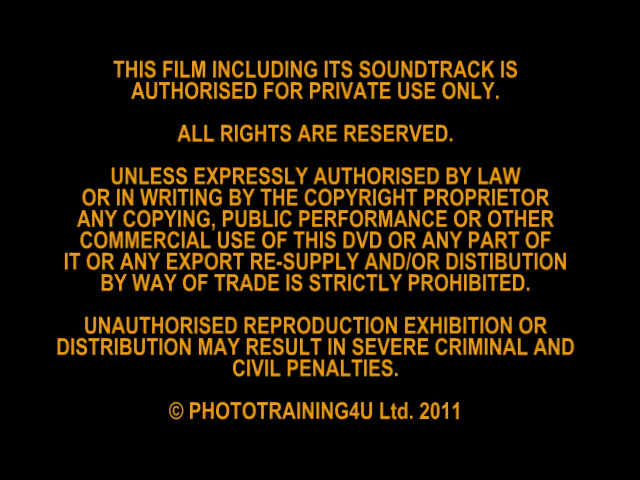 THIS FILM INCLUDING ITS SOUNDTRACK IS
AUTHORISED FOR PRIVATE USE ONLY.
ALL RIGHTS ARE RESERVED.
UNLESS EXPRESSLY AUTHORISED BY LAW
OR IN WRITING BY THE COPYRIGHT PROPRIETOR
ANY COPYING, PUBLIC PERFORMANCE OR OTHER
COMMERCIAL USE OF THIS DVD OR ANY PART OF
IT OR ANY EXPORT RE-SUPPLY AND/OR DISTIBUTION
BY WAY OF TRADE IS STRICTLY PROHIBITED.
UNAUTHORISED REPRODUCTION EXHIBITION OR
DISTRIBUTION MAY RESULT IN SEVERE CRIMINAL AND
CIVIL PENALTIES.
© PHOTOTRAINING4U Ltd. 2011